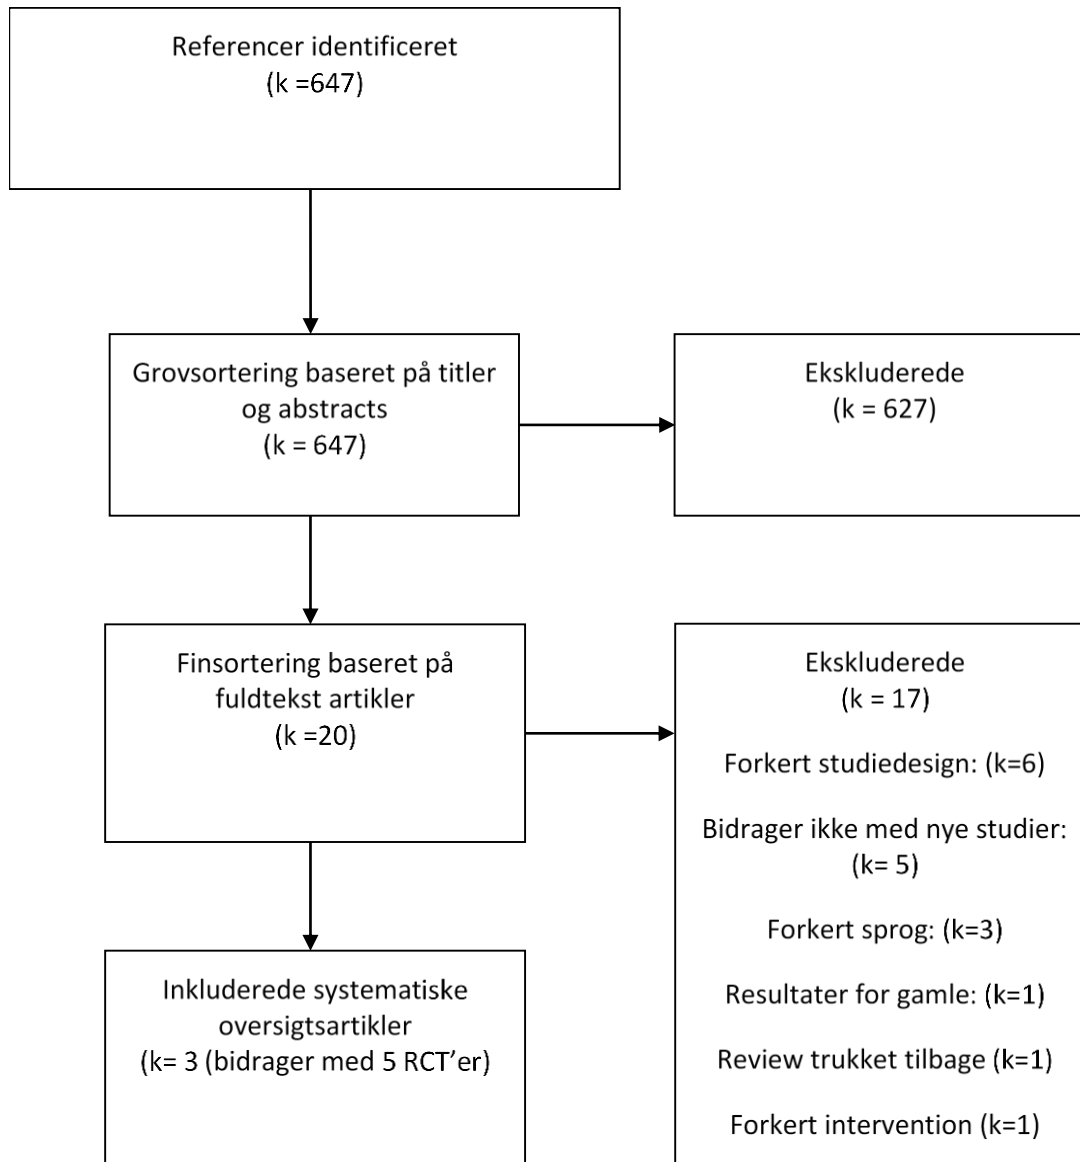 Referencer identificeret
(k =647)
Grovsortering baseret på titler
og abstracts
(k = 647)
Ekskluderede
(k = 627)
Finsortering baseret på
fuldtekst artikler
(k =20)
Ekskluderede
(k = 17)
Forkert studiedesign: (k=6)
Bidrager ikke med nye studier:
(k= 5)
Forkert sprog: (k=3)
Resultater for gamle: (k=1)
Review trukket tilbage (k=1)
Forkert intervention (k=1)
Inkluderede systematiske
oversigtsartikler
(k= 3 (bidrager med 5 RCT’er)